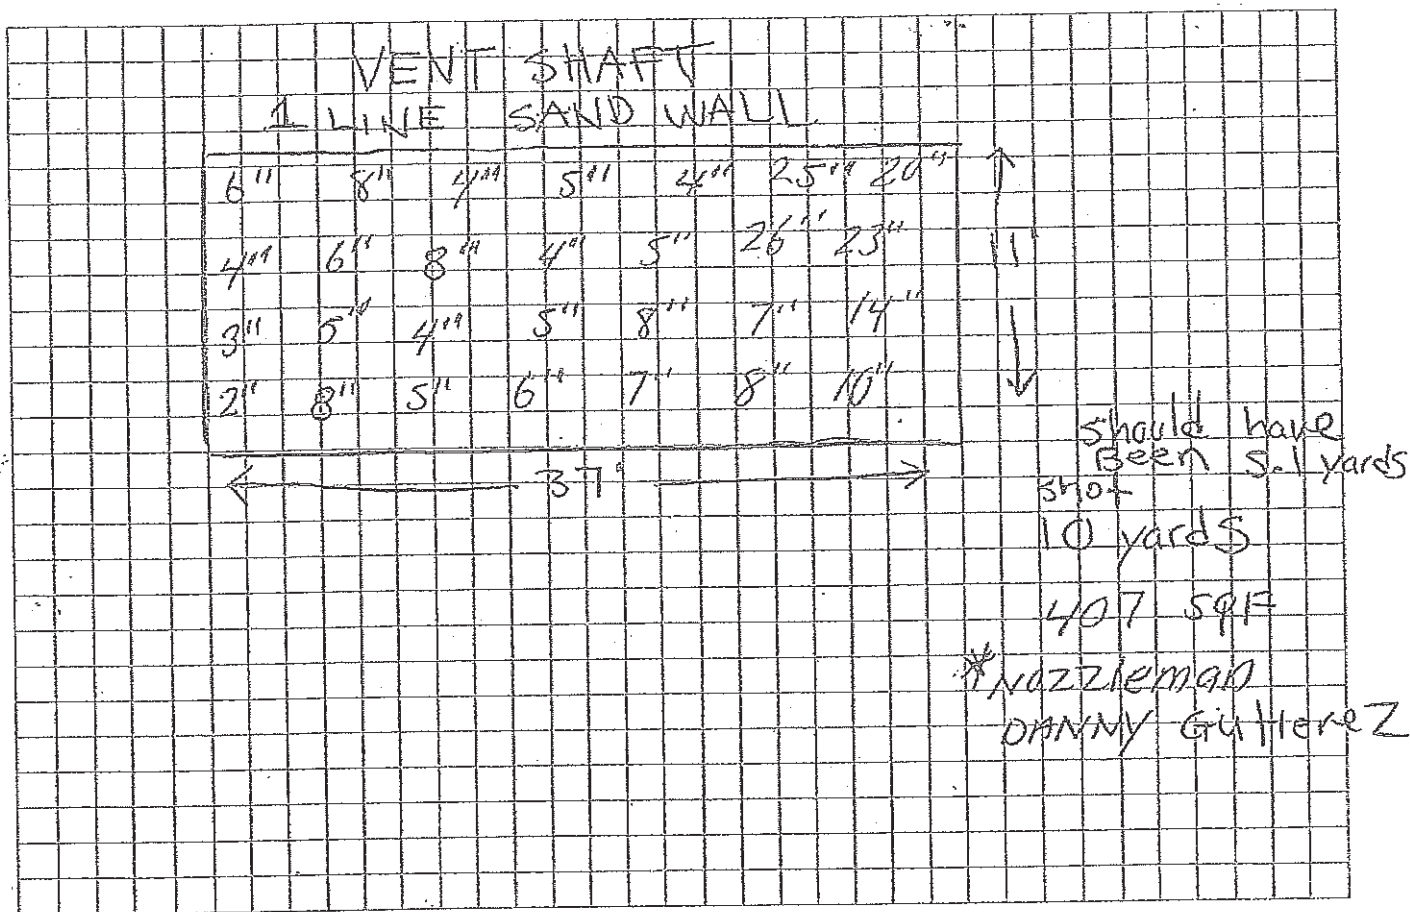 VENT SHAFT
1 LINE SAND WALL
6" 8" 4" 5" 4" 25" 20"
4" 6" 8" 4" 5" 26" 23"
3" 5" 4" 5" 8" 7" 14"
2" 8" 5" 6" 7" 8" 10"
11'
37'
should have
Been 5.1 yards
shot
10 yards
407 sqF
*Nozzleman
DANNY Gutierez